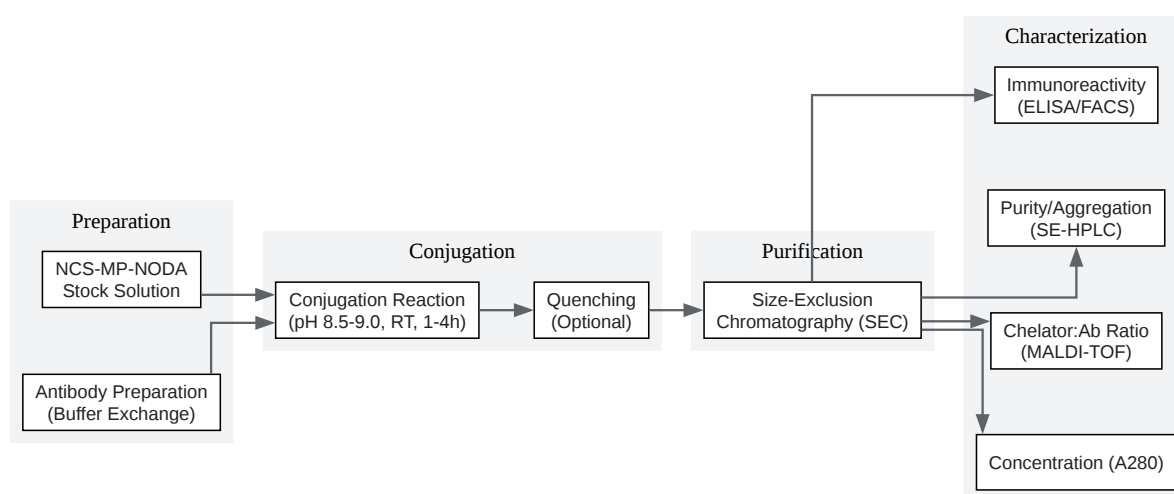 Preparation
NCS-MP-NODA
Stock Solution
Antibody Preparation
(Buffer Exchange)
Conjugation
Conjugation Reaction
(pH 8.5-9.0, RT, 1-4h)
Quenching
(Optional)
Purification
Size-Exclusion
Chromatography (SEC)
Characterization
Immunoreactivity
(ELISA/FACS)
Purity/Aggregation
(SE-HPLC)
Chelator:Ab Ratio
(MALDI-TOF)
Concentration (A280)